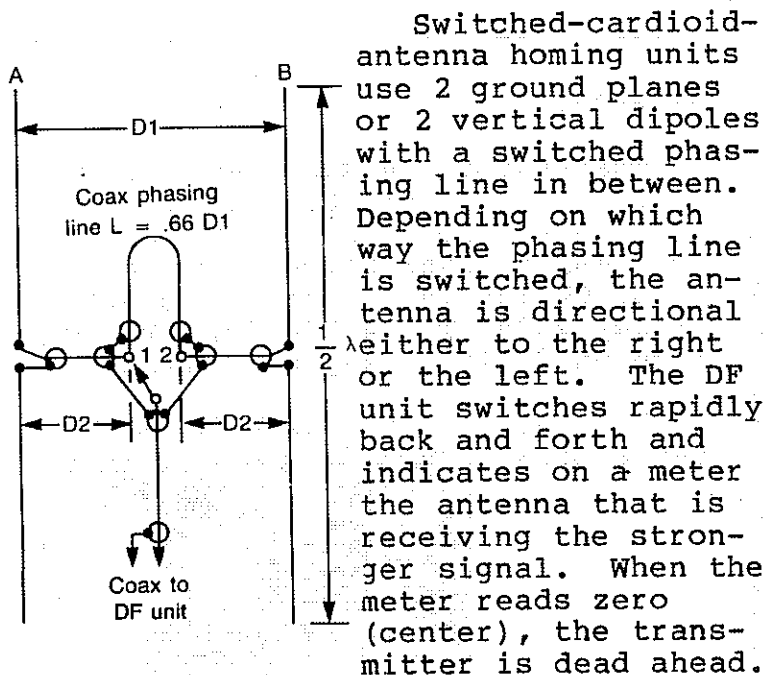 A
B
D1
Coax phasing
line L = .66 D1
1 2
1/2 λ
D2
D2
Coax to
DF unit
Switched-cardioid-
antenna homing units
use 2 ground planes
or 2 vertical dipoles
with a switched phas-
ing line in between.
Depending on which
way the phasing line
is switched, the an-
tenna is directional
either to the right
or the left. The DF
unit switches rapidly
back and forth and
indicates on a meter
the antenna that is
receiving the stron-
ger signal. When the
meter reads zero
(center), the trans-
mitter is dead ahead.